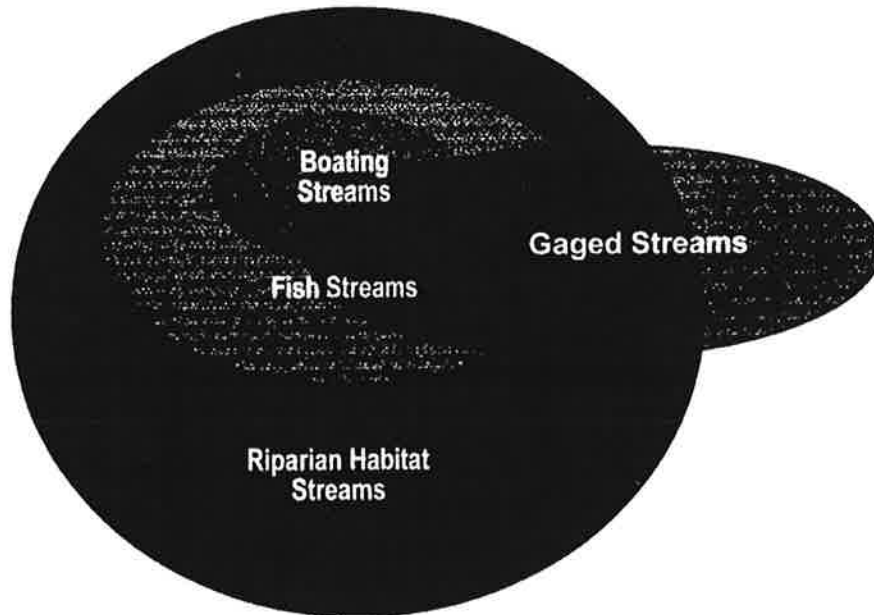 Boating
Streams
Gaged Streams
Fish Streams
Riparian Habitat
Streams